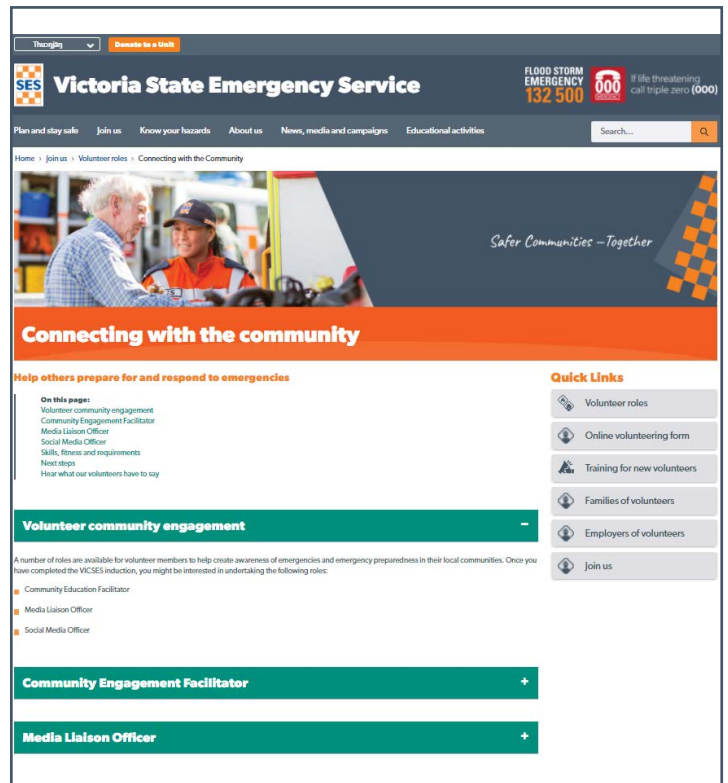 Thuɔŋjäŋ
Donate to a Unit
SES Victoria State Emergency Service
FLOOD STORM
EMERGENCY
132 500
000
EMERGENCY
If life threatening
call triple zero (000)
Plan and stay safe Join us Know your hazards About us News, media and campaigns Educational activities
Search...
Home > Join us > Volunteer roles > Connecting with the Community
Safer Communities – Together
Connecting with the community
Help others prepare for and respond to emergencies
On this page:
Volunteer community engagement
Community Engagement Facilitator
Media Liaison Officer
Social Media Officer
Skills, fitness and requirements
Next steps
Hear what our volunteers have to say
Quick Links
Volunteer roles
Online volunteering form
Training for new volunteers
Families of volunteers
Employers of volunteers
Join us
Volunteer community engagement –
A number of roles are available for volunteer members to help create awareness of emergencies and emergency preparedness in their local communities. Once you
have completed the VICSES induction, you might be interested in undertaking the following roles:
Community Education Facilitator
Media Liaison Officer
Social Media Officer
Community Engagement Facilitator +
Media Liaison Officer +